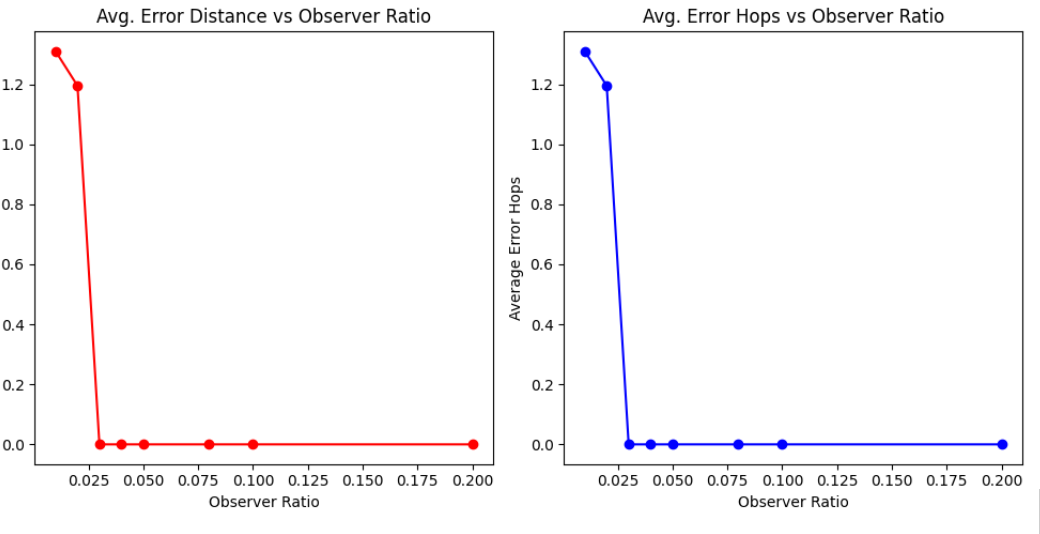 Avg. Error Distance vs Observer Ratio
1.2
1.0
0.8
0.6
0.4
0.2
0.0
0.025 0.050 0.075 0.100 0.125 0.150 0.175 0.200
Observer Ratio
Avg. Error Hops vs Observer Ratio
Average Error Hops
1.2
1.0
0.8
0.6
0.4
0.2
0.0
0.025 0.050 0.075 0.100 0.125 0.150 0.175 0.200
Observer Ratio